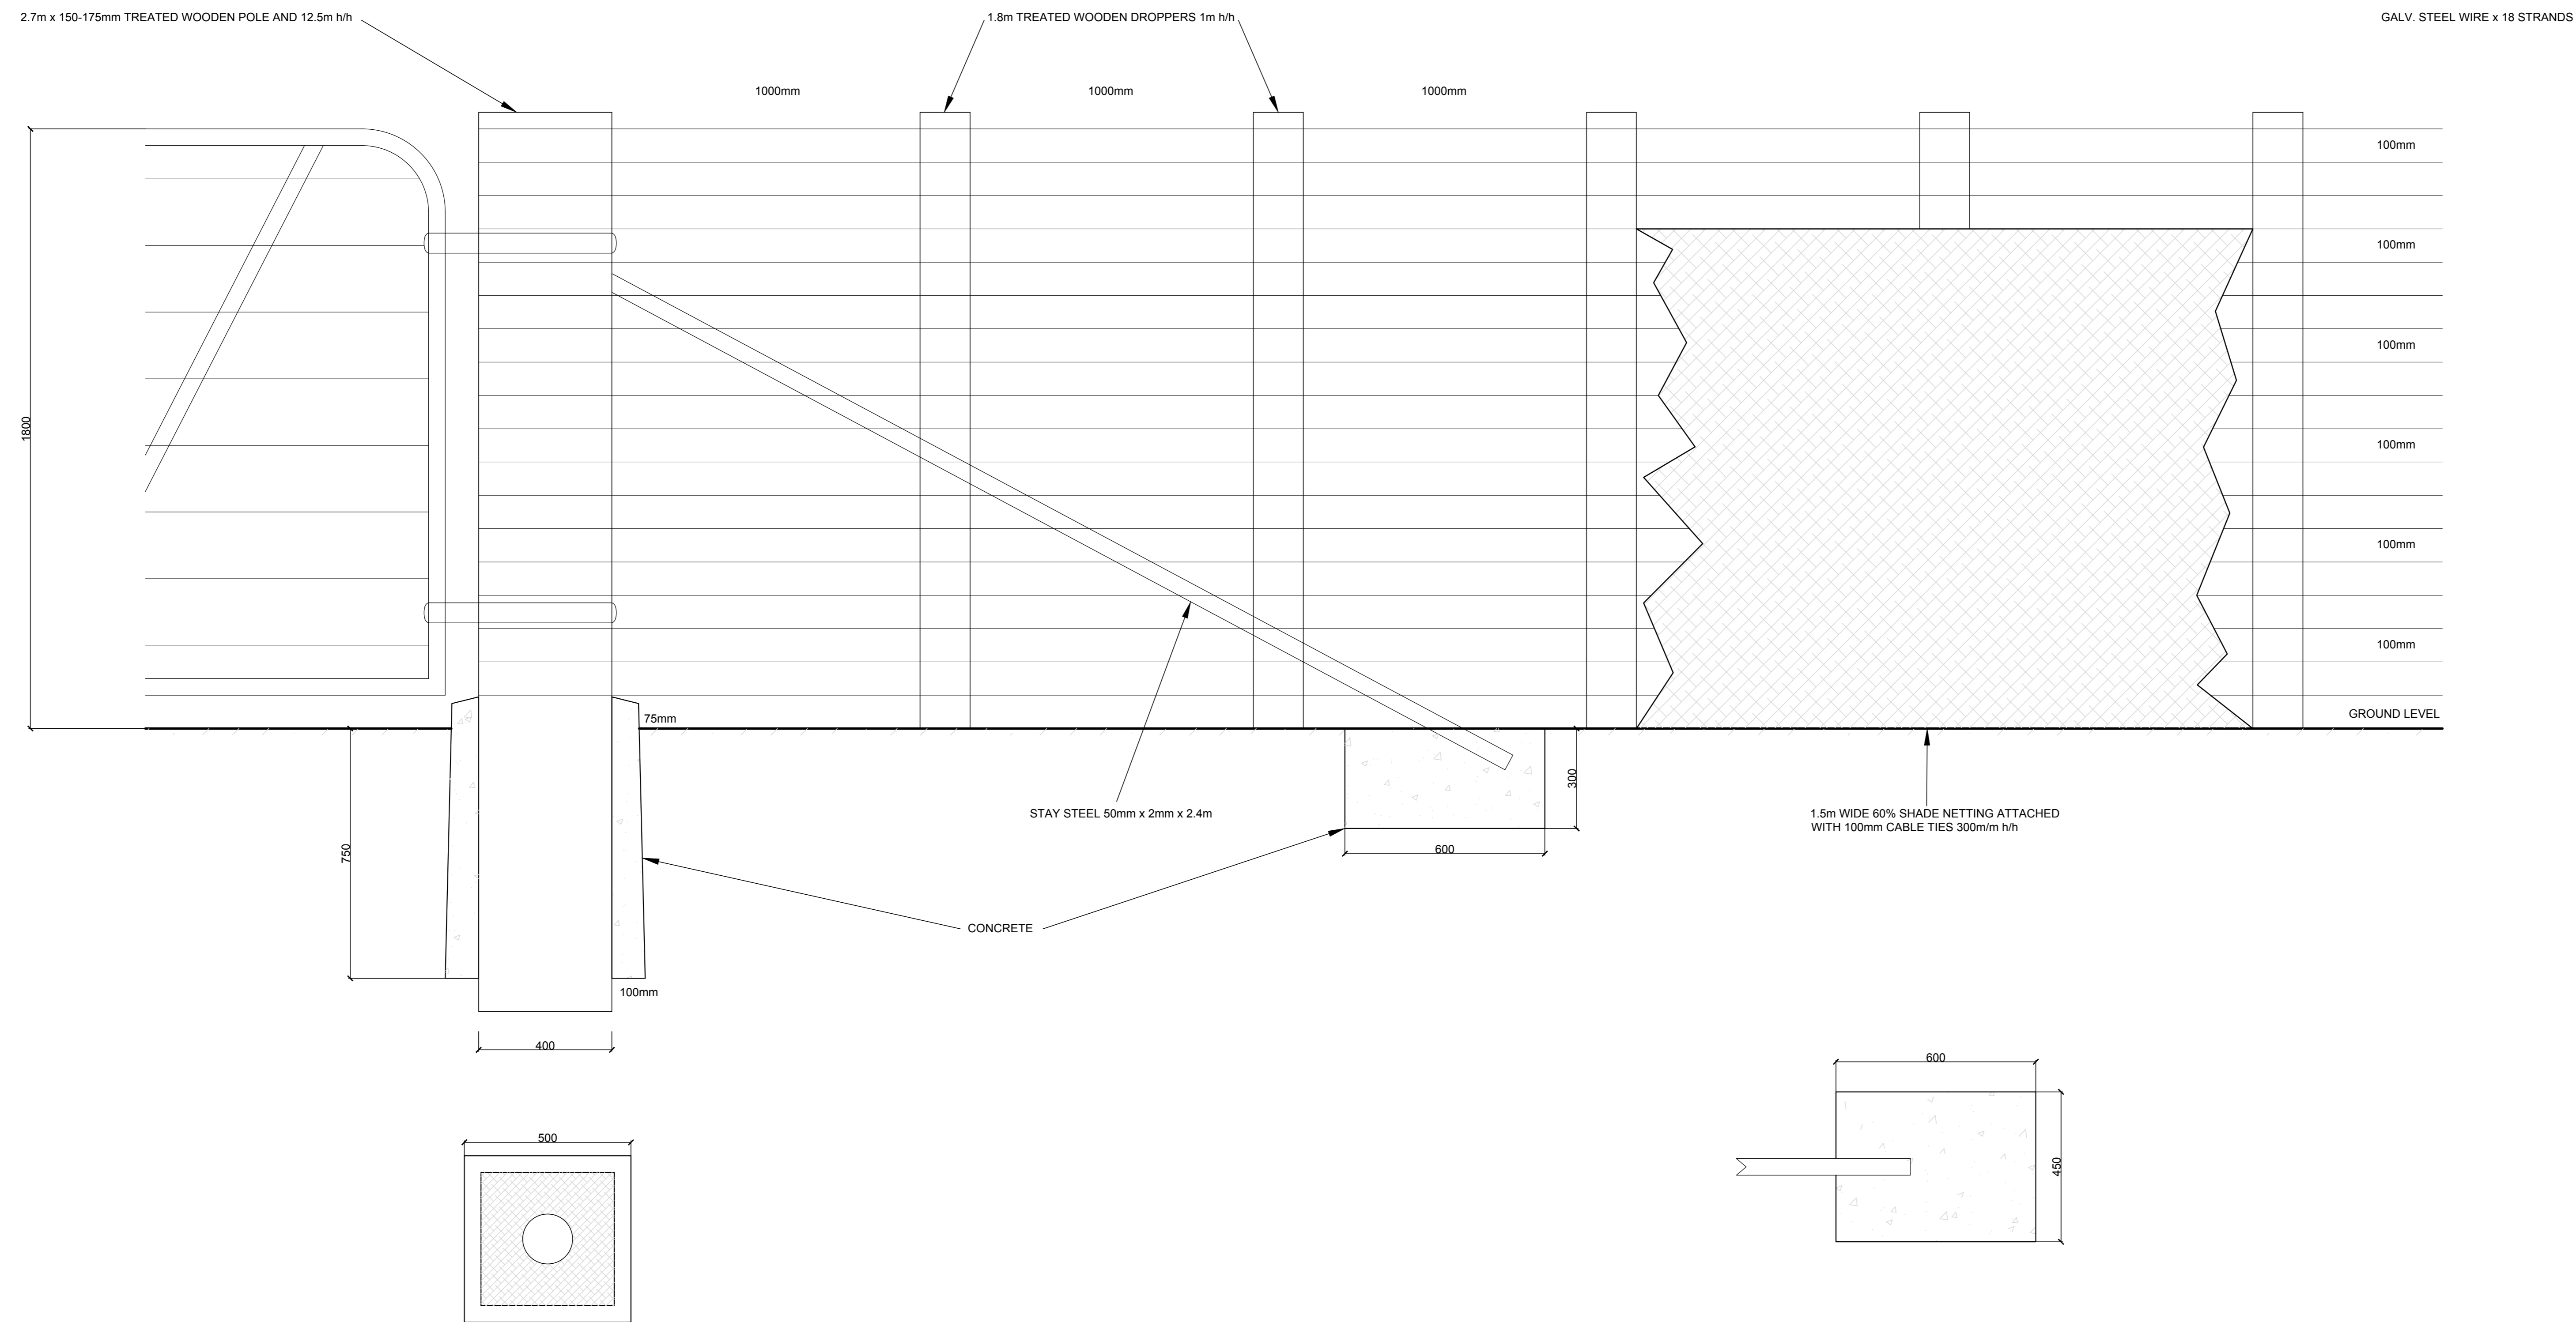 2.7m x 150-175mm TREATED WOODEN POLE AND 12.5m h/h
1.8m TREATED WOODEN DROPPERS 1m h/h
GALV. STEEL WIRE x 18 STRANDS
1000mm
1000mm
1000mm
100mm
100mm
100mm
1800
100mm
100mm
100mm
75mm
GROUND LEVEL
300
STAY STEEL 50mm x 2mm x 2.4m
1.5m WIDE 60% SHADE NETTING ATTACHED
WITH 100mm CABLE TIES 300m/m h/h
750
600
CONCRETE
100mm
400
600
500
450